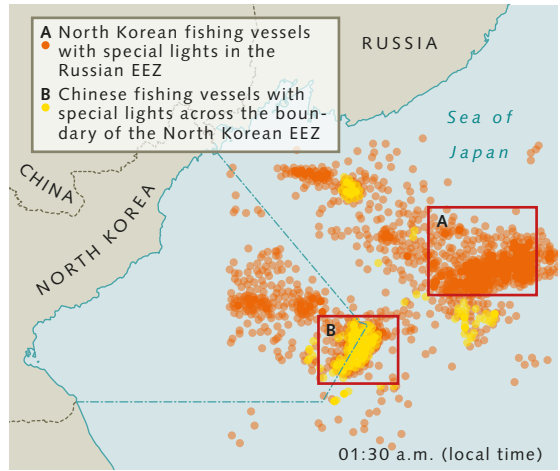 A North Korean fishing vessels
with special lights in the
Russian EEZ
B Chinese fishing vessels with
special lights across the boun-
dary of the North Korean EEZ
RUSSIA
Sea of
Japan
CHINA
NORTH KOREA
A
B
01:30 a.m. (local time)